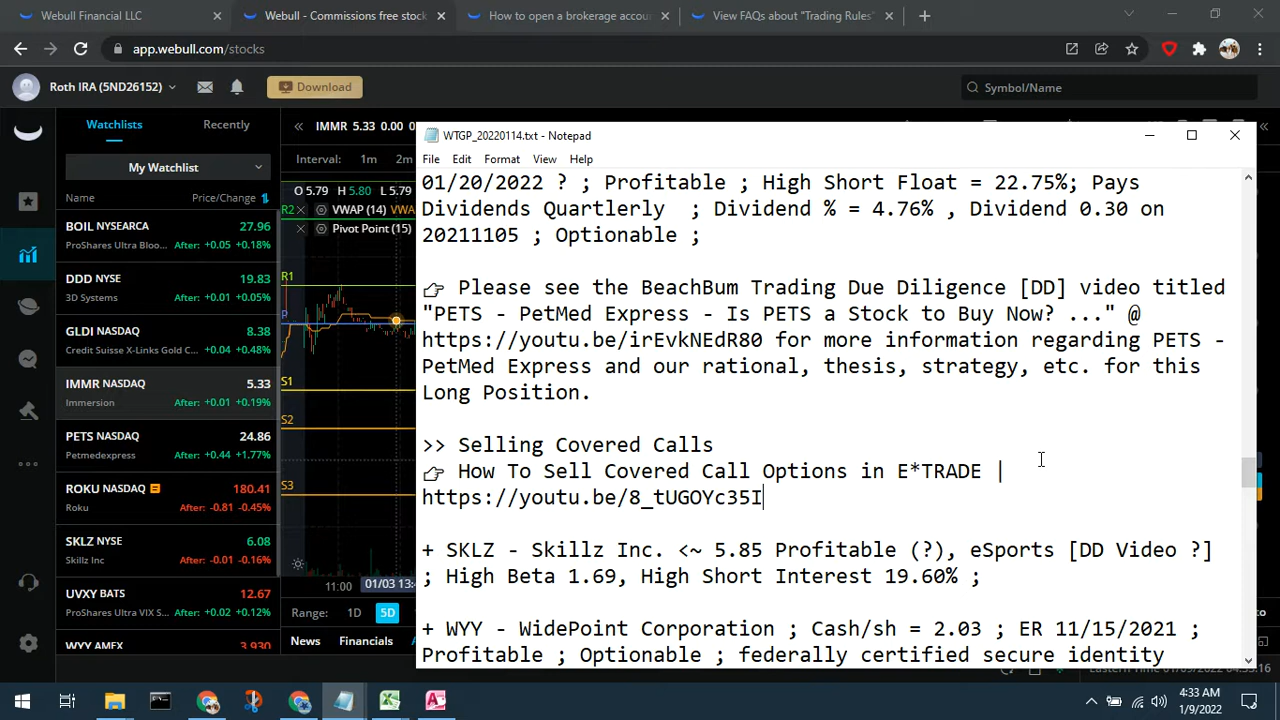 Webull Financial LLC
Webull - Commissions free stock
How to open a brokerage accou
View FAQs about "Trading Rules"
app.webull.com/stocks
Roth IRA (5ND26152)
Download
Symbol/Name
Watchlists
Recently
IMMR 5.33 0.00
My Watchlist
Interval: 1m 2m
Name
Price/Change
O 5.79 H 5.80 L 5.79
R2
VWAP (14)
Pivot Point (15)
BOIL NYSEARCA
27.96
ProShares Ultra Bloo...
After: +0.05 +0.18%
DDD NYSE
19.83
3D Systems
After: +0.01 +0.05%
R1
P
GLDI NASDAQ
8.38
Credit Suisse X-Links Gold C...
After: +0.04 +0.48%
IMMR NASDAQ
5.33
Immersion
After: +0.01 +0.19%
S1
S2
PETS NASDAQ
24.86
Petmedexpress
After: +0.44 +1.77%
ROKU NASDAQ
180.41
Roku
After: -0.81 -0.45%
S3
SKLZ NYSE
6.08
Skillz Inc
After: -0.01 -0.16%
UVXY BATS
12.67
ProShares Ultra VIX S...
After: +0.02 +0.12%
WYY AMEX
3.930
11:00
01/03 13:
Range: 1D 5D
News
Financials
WTGP_20220114.txt - Notepad
File Edit Format View Help
01/20/2022 ? ; Profitable ; High Short Float = 22.75%; Pays
Dividends Quartlerly ; Dividend % = 4.76% , Dividend 0.30 on
20211105 ; Optionable ;
👉 Please see the BeachBum Trading Due Diligence [DD] video titled
"PETS - PetMed Express - Is PETS a Stock to Buy Now? ..." @
https://youtu.be/irEvkNEdR80 for more information regarding PETS -
PetMed Express and our rational, thesis, strategy, etc. for this
Long Position.
>> Selling Covered Calls
👉 How To Sell Covered Call Options in E*TRADE |
https://youtu.be/8_tUGOYc35I
+ SKLZ - Skillz Inc. <~ 5.85 Profitable (?), eSports [DD Video ?]
; High Beta 1.69, High Short Interest 19.60% ;
+ WYY - WidePoint Corporation ; Cash/sh = 2.03 ; ER 11/15/2021 ;
Profitable ; Optionable ; federally certified secure identity
4:33 AM
1/9/2022